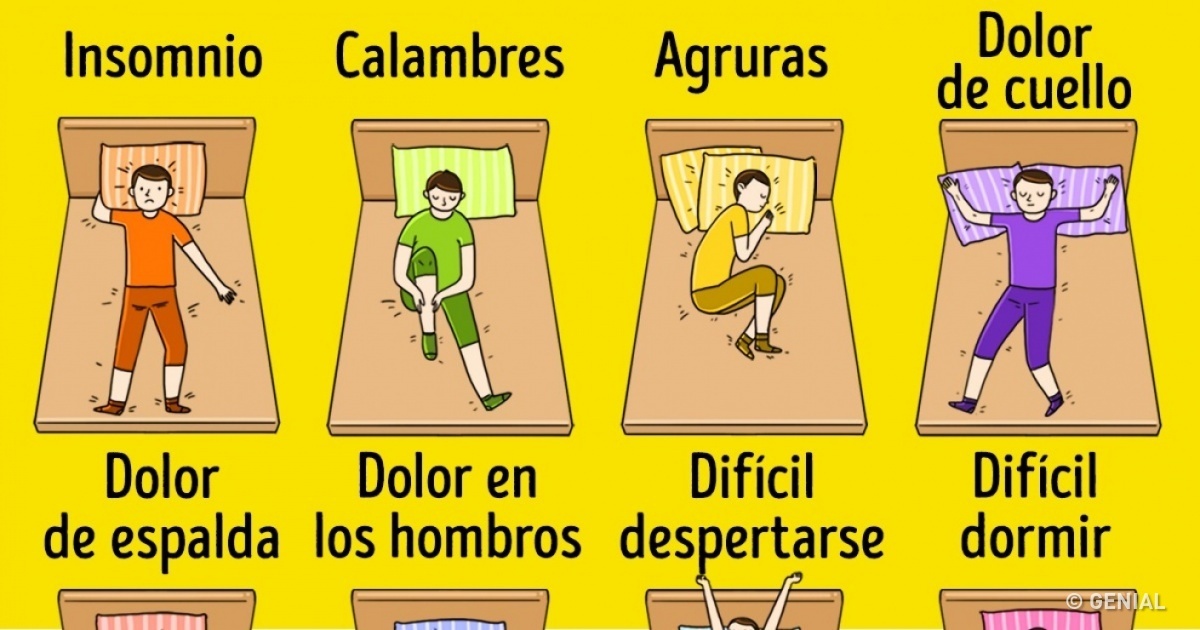 Insomnio
Calambres
Agruras
Dolor
de cuello
Dolor
de espalda
Dolor en
los hombros
Difícil
despertarse
Difícil
dormir
© GENIAL